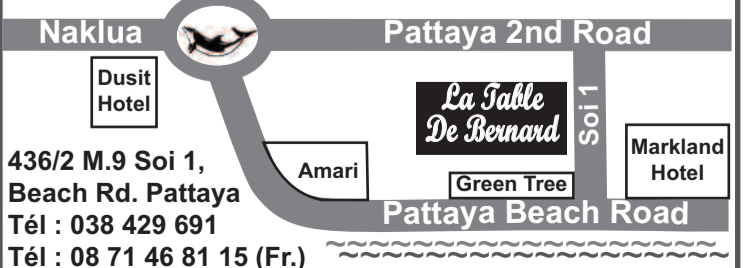 Naklua
Pattaya 2nd Road
Dusit
Hotel
La Table
De Bernard
Soi 1
Markland
Hotel
Amari
Green Tree
Pattaya Beach Road
436/2 M.9 Soi 1,
Beach Rd. Pattaya
Tél : 038 429 691
Tél : 08 71 46 81 15 (Fr.)